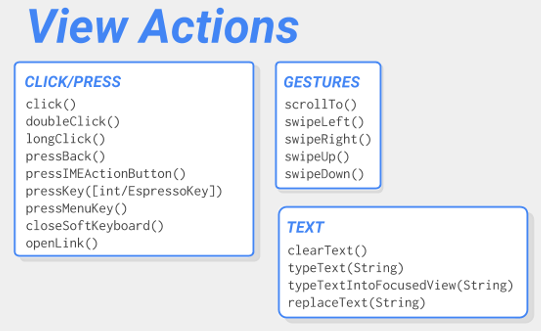 View Actions
CLICK/PRESS
click()
doubleClick()
longClick()
pressBack()
pressIMEActionButton()
pressKey([int/EspressoKey])
pressMenuKey()
closeSoftKeyboard()
openLink()
GESTURES
scrollTo()
swipeLeft()
swipeRight()
swipeUp()
swipeDown()
TEXT
clearText()
typeText(String)
typeTextIntoFocusedView(String)
replaceText(String)